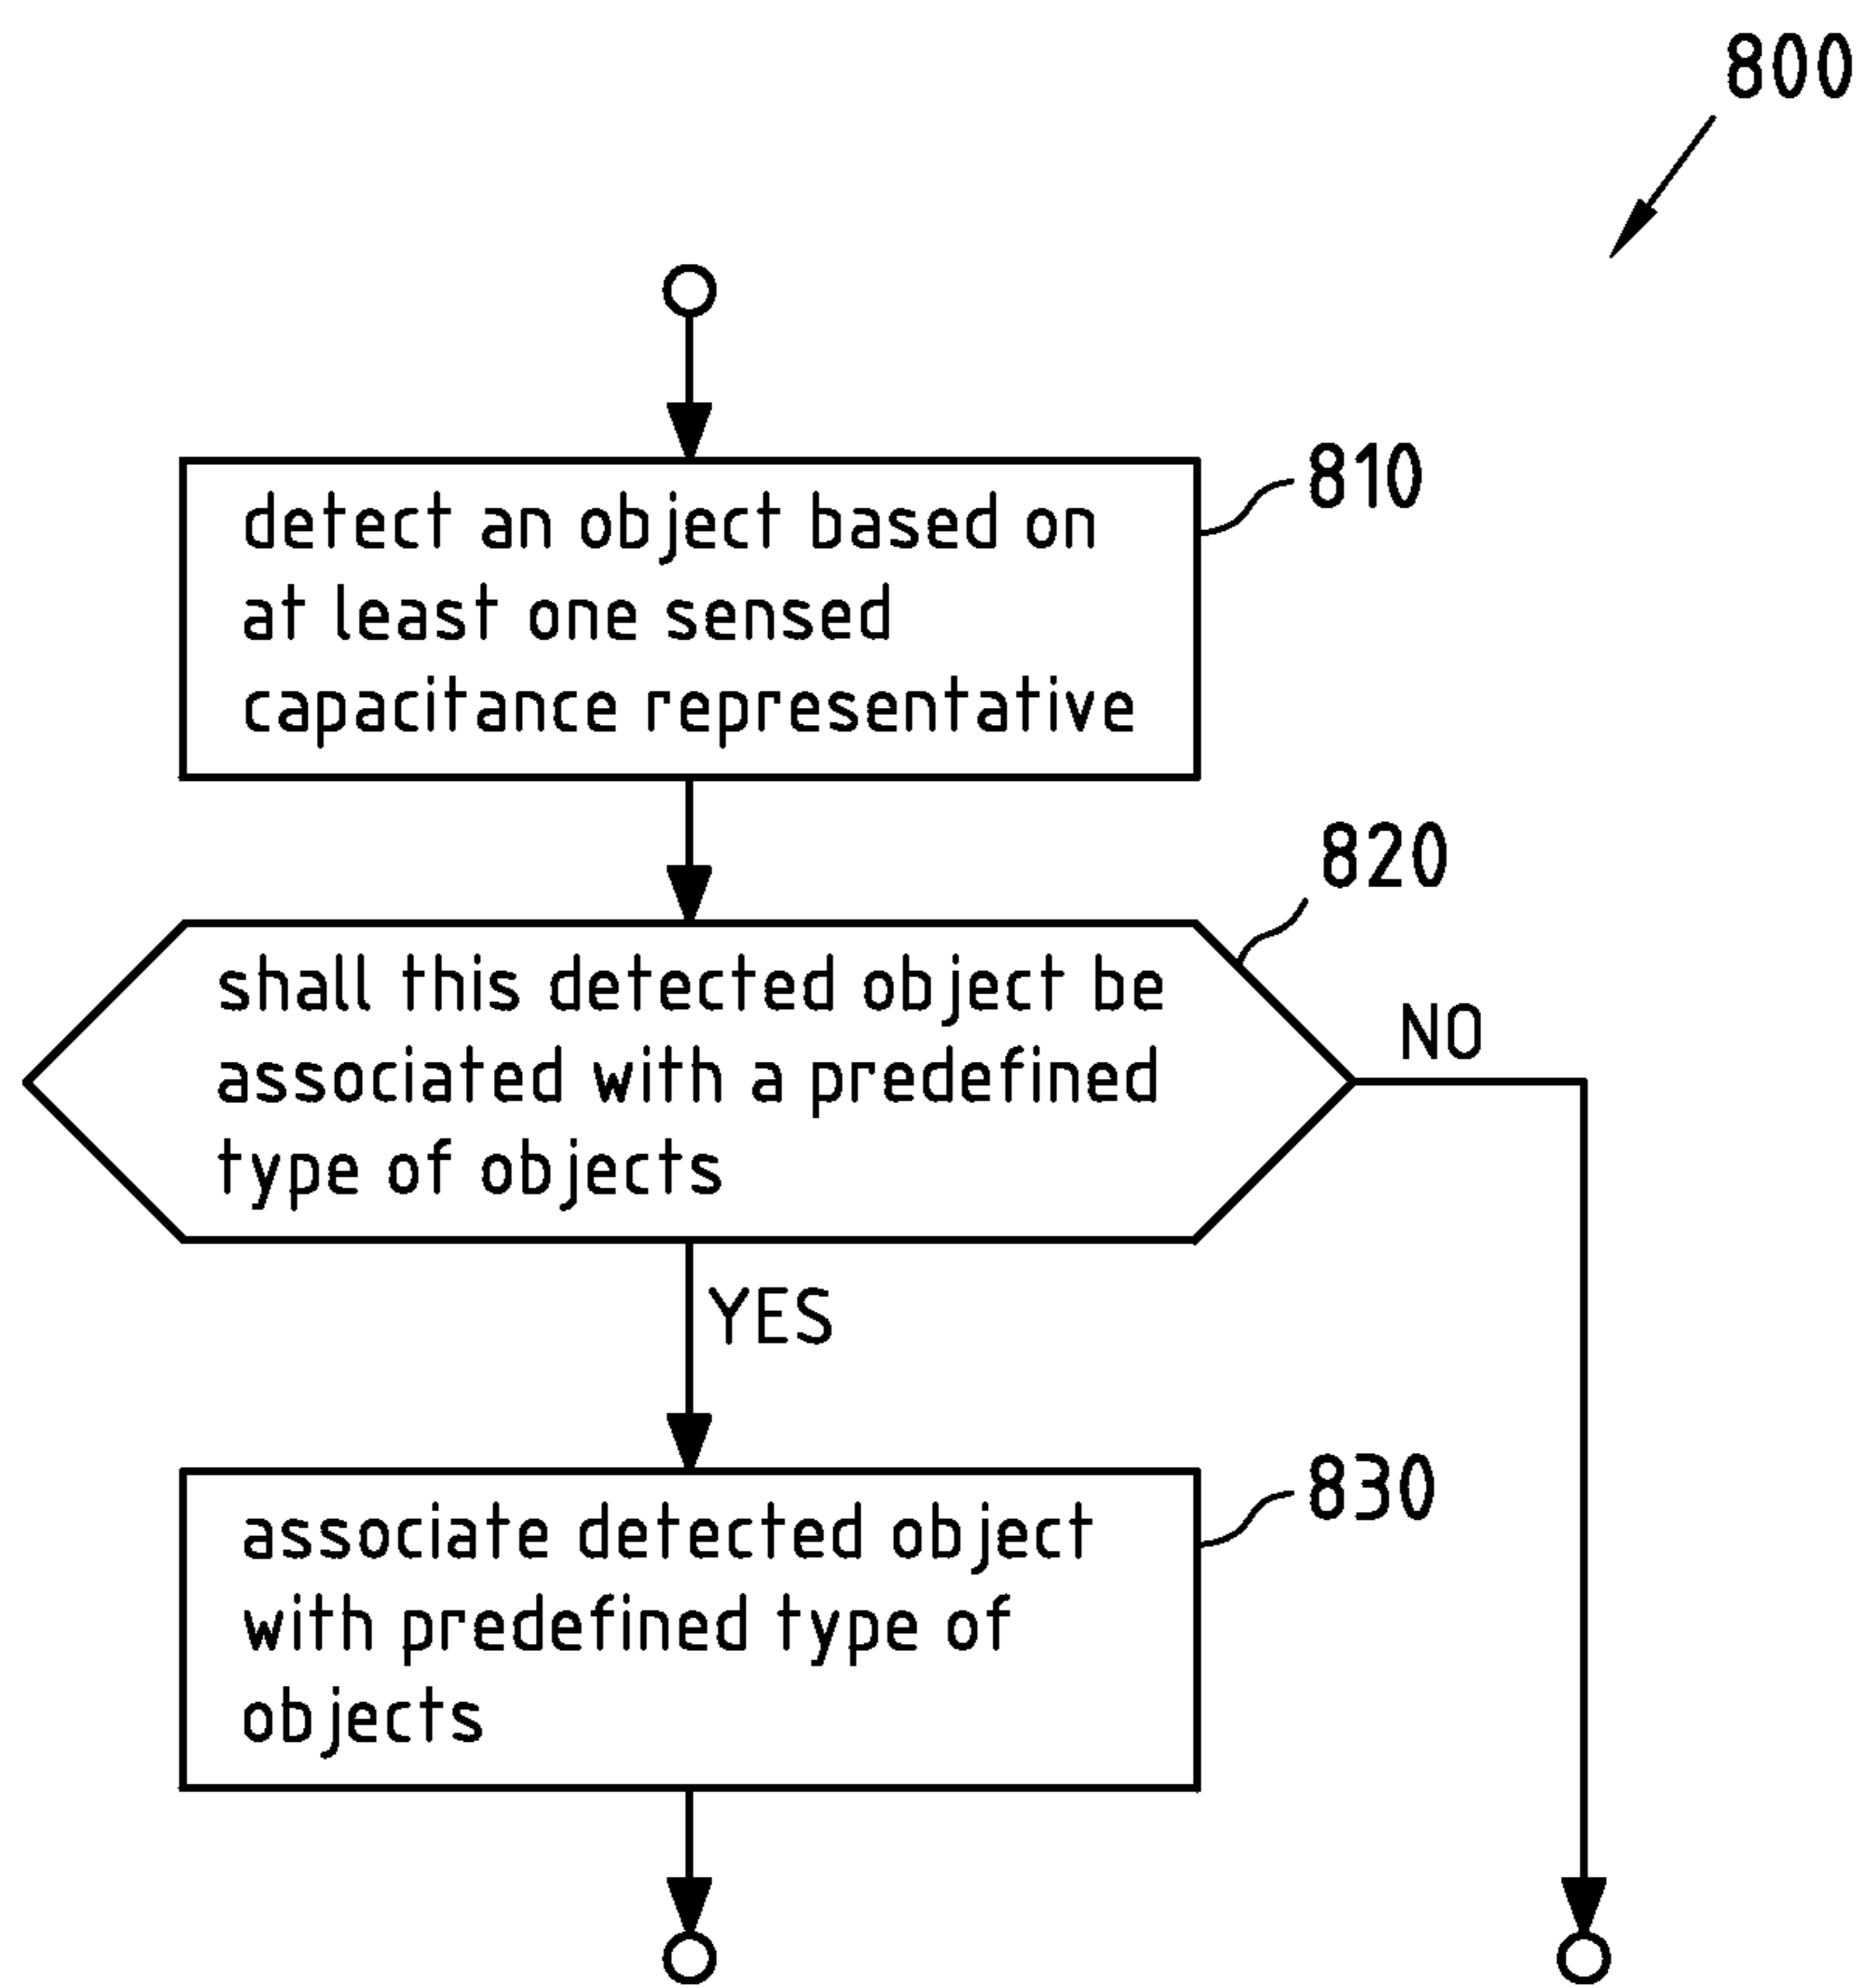 800
detect an object based on
810
at least one sensed
capacitance representative
820
shall this detected object be
associated with a predefined
type of objects
NO
YES
associate detected object
830
with predefined type of
objects